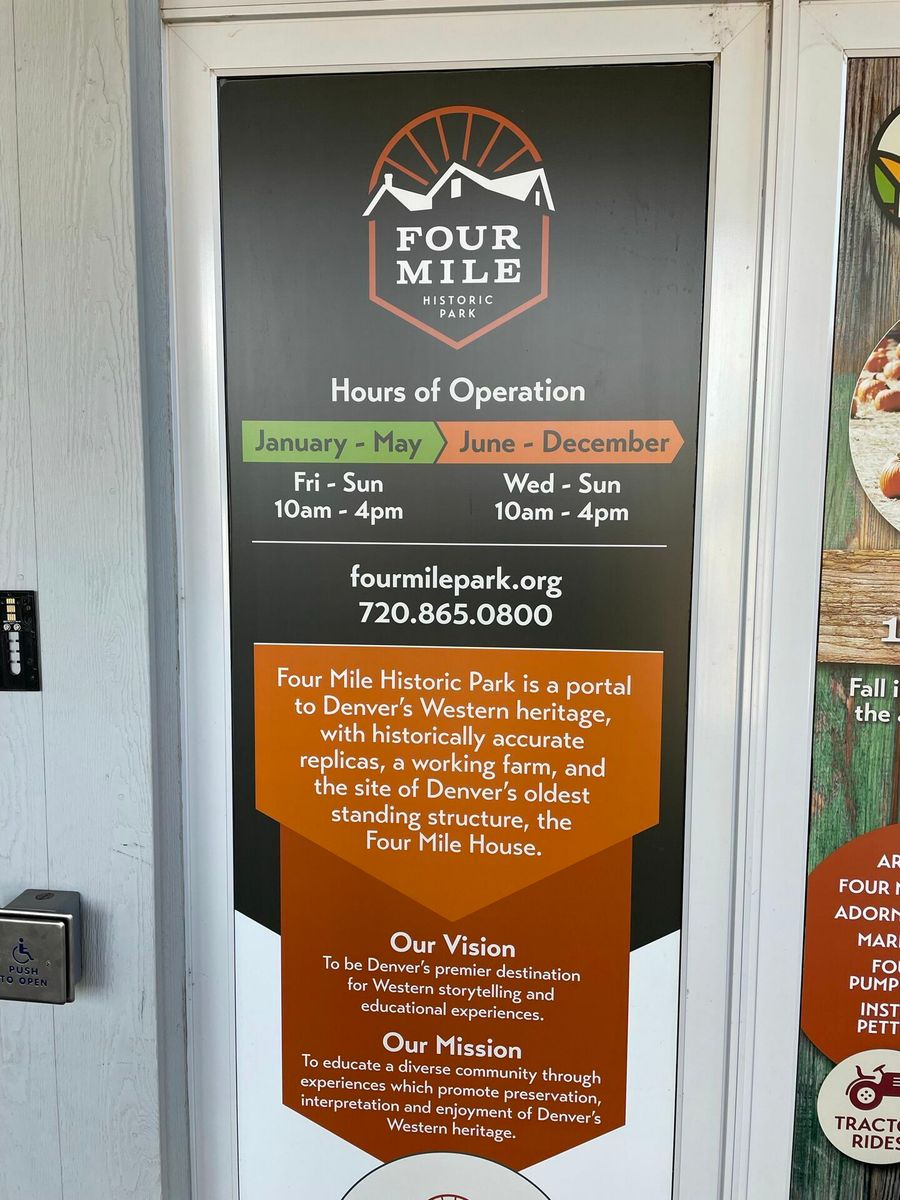 FOUR
MILE
HISTORIC
PARK
Hours of Operation
January - May
June - December
Fri - Sun
10am - 4pm
Wed - Sun
10am - 4pm
fourmilepark.org
720.865.0800
Four Mile Historic Park is a portal
to Denver's Western heritage,
with historically accurate
replicas, a working farm, and
the site of Denver's oldest
standing structure, the
Four Mile House.
Our Vision
To be Denver's premier destination
for Western storytelling and
educational experiences.
Our Mission
To educate a diverse community through
experiences which promote preservation,
interpretation and enjoyment of Denver's
Western heritage.
PUSH
TO OPEN
Fall
the
FOUR
RIDES